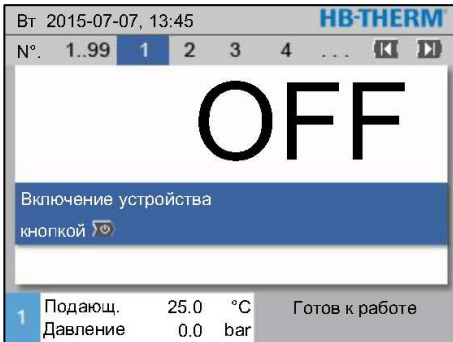 Вт 2015-07-07, 13:45 HB-THERM
N°. 1..99 1 2 3 4 ...
OFF
Включение устройства
кнопкой
1 Подающ. 25.0 °C Готов к работе
Давление 0.0 bar